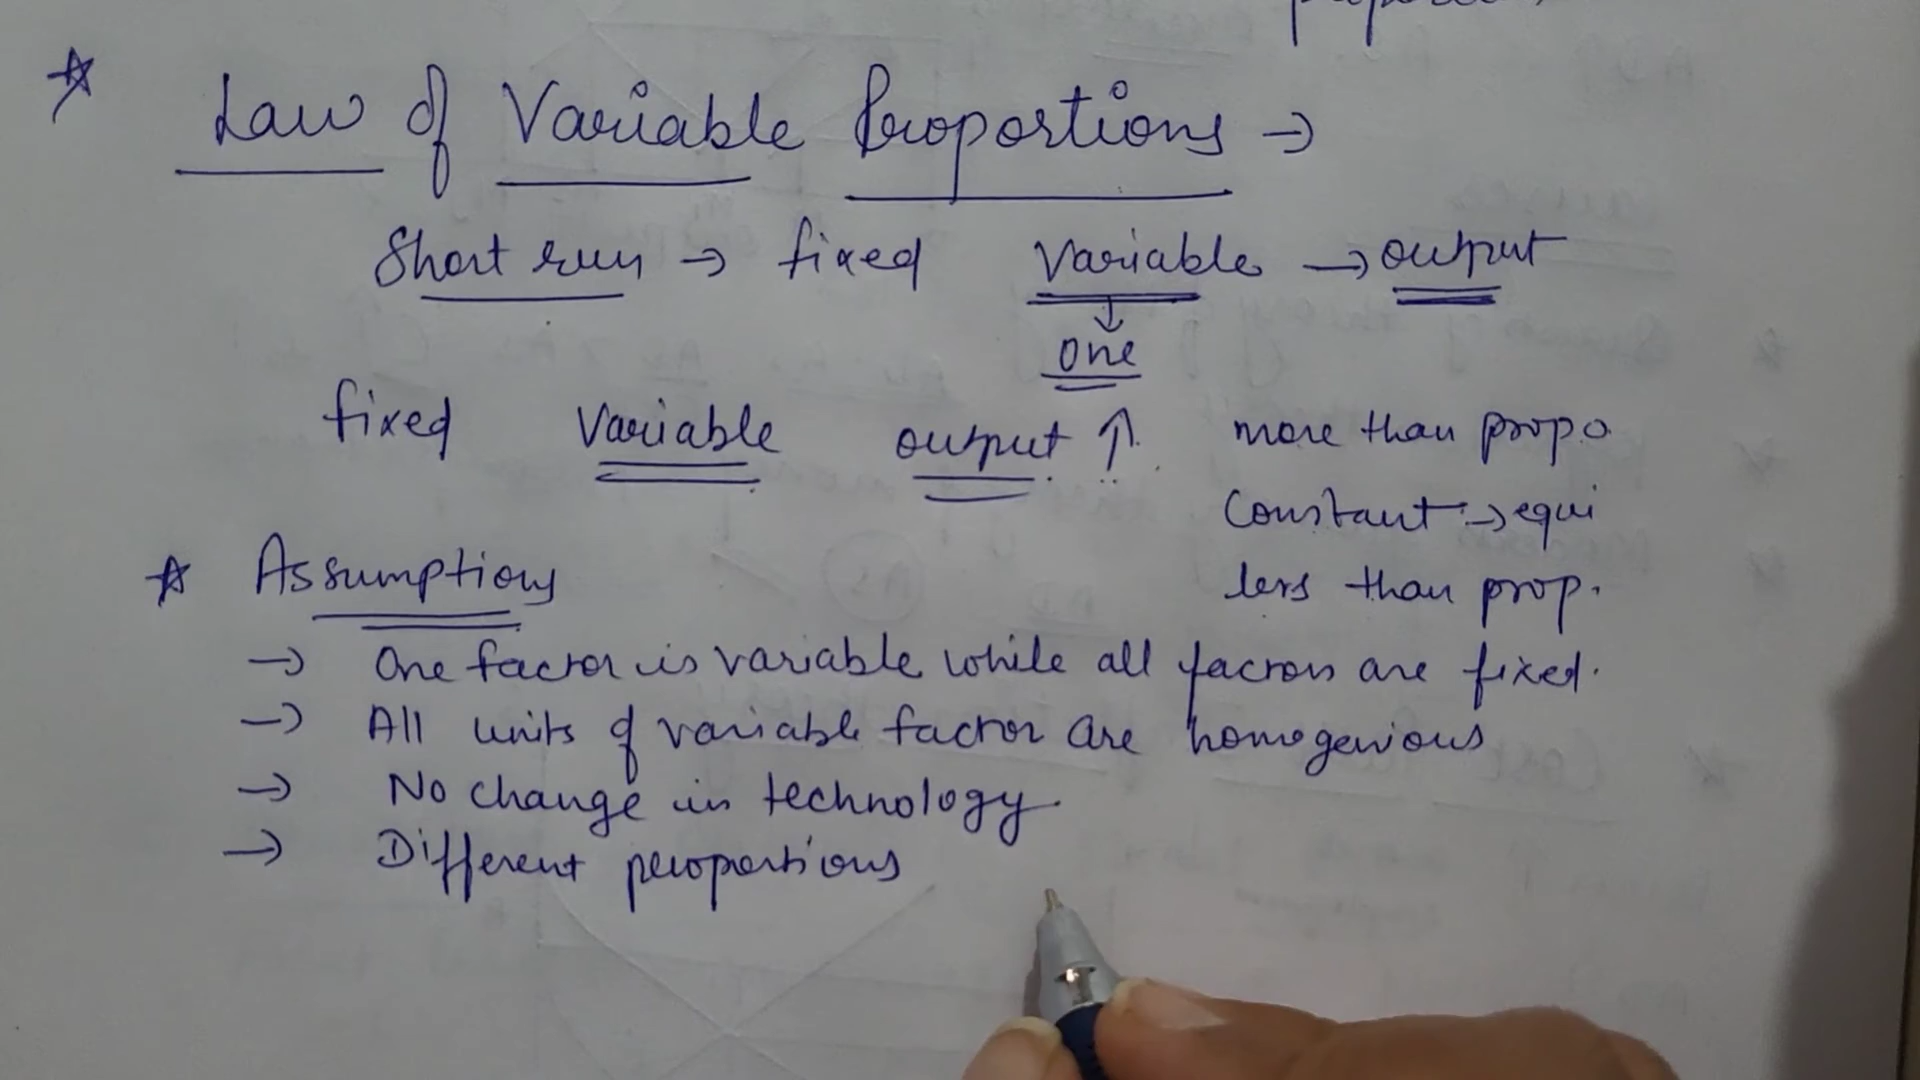 ☆ Law of Variable Proportions →
Short run → fixed Variable → output
↓
One
fixed Variable output ↑ more than propo
Constant → equi
less than prop.
☆ Assumptions
→ One factor is variable while all factors are fixed.
→ All units of variable factor are homogenious
→ No change in technology.
→ Different peroportions